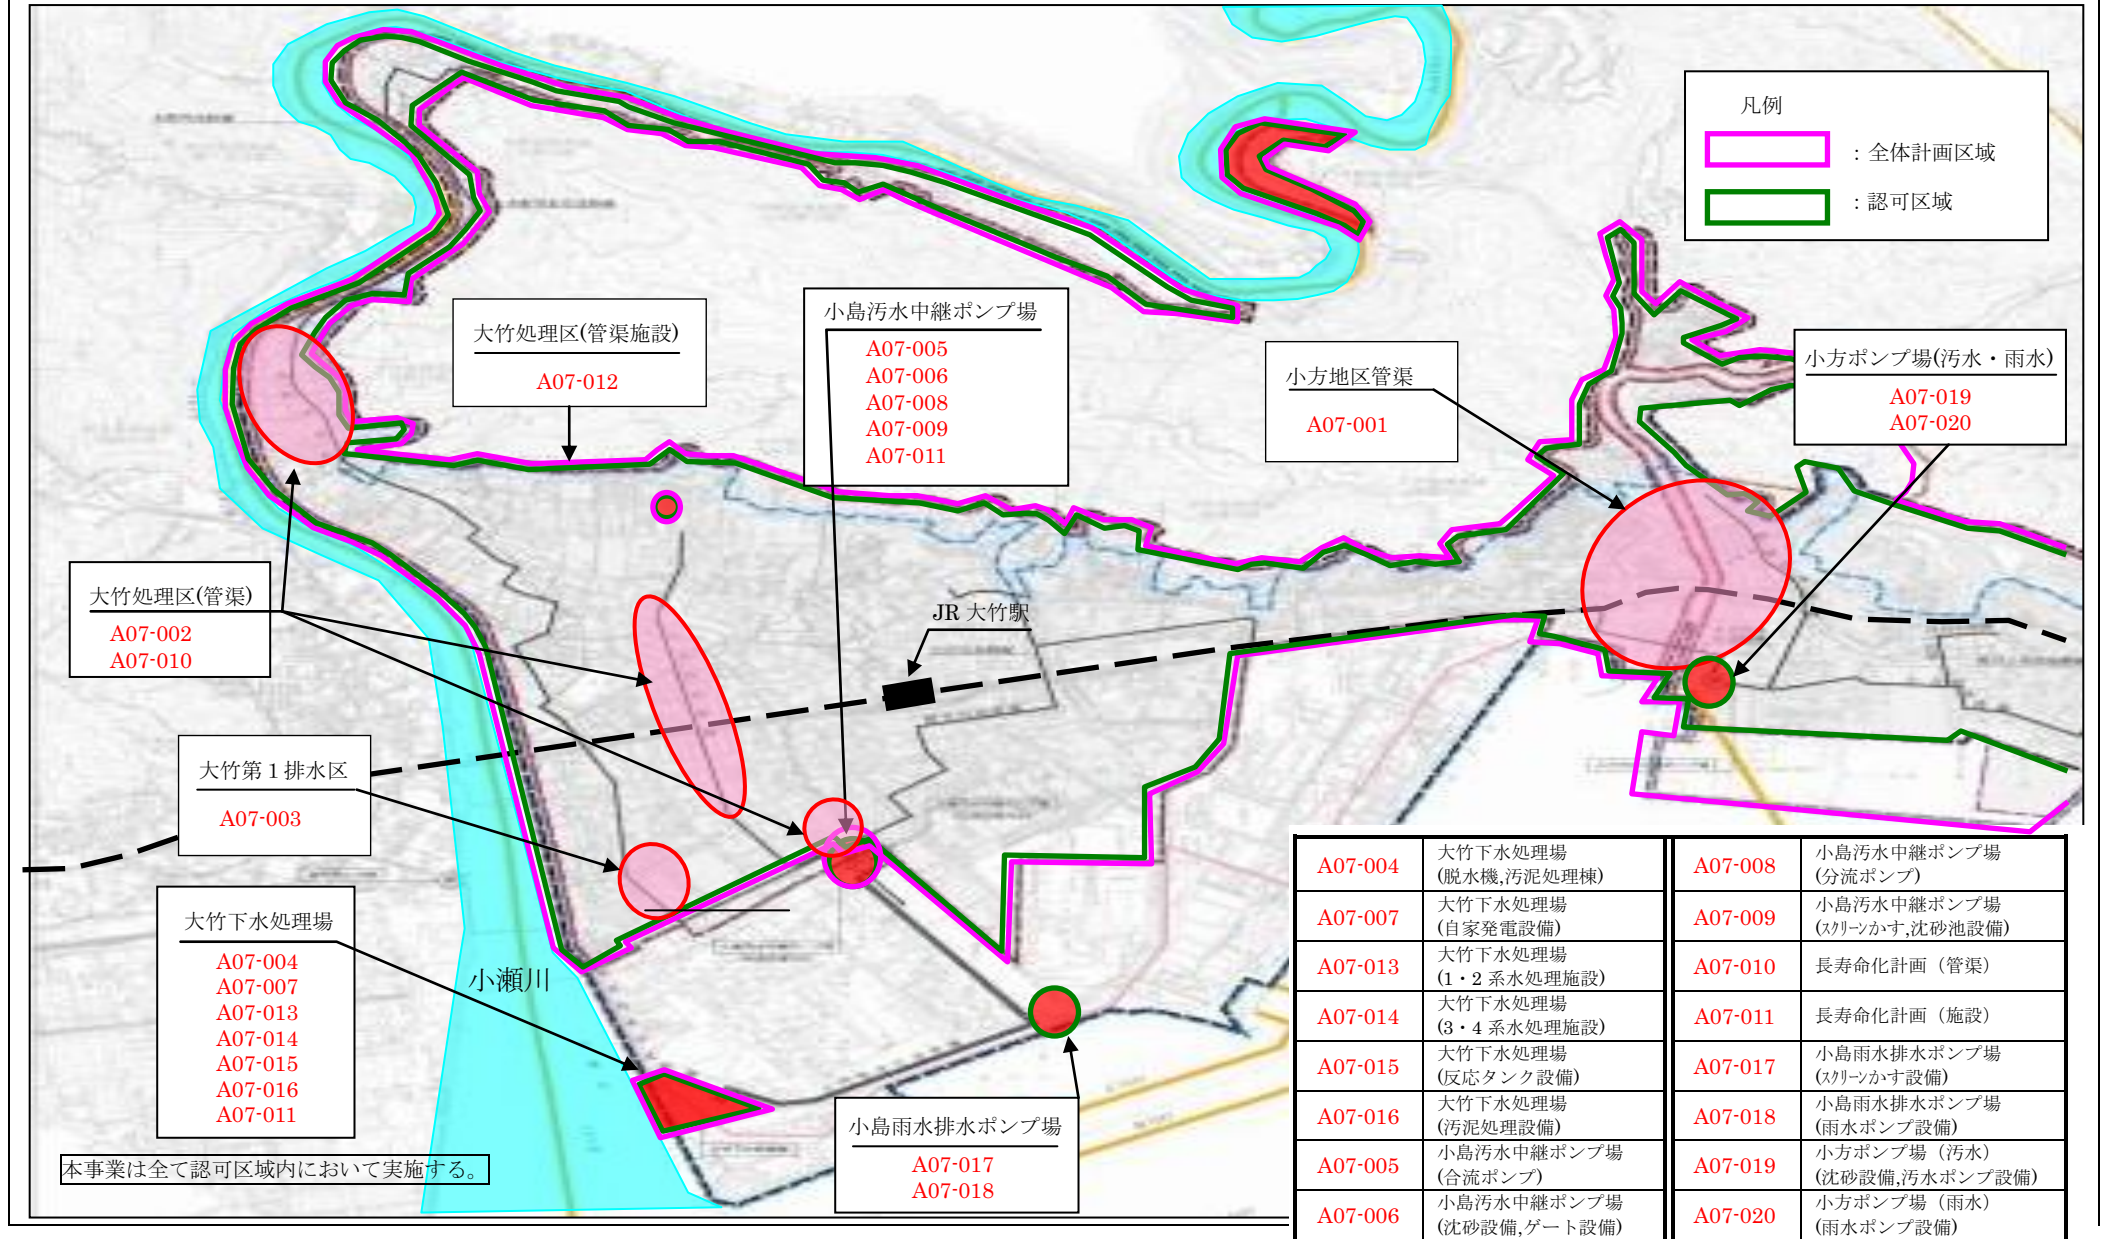 凡例
：全体計画区域
：認可区域
小島汚水中継ポンプ場
A07-005
A07-006
A07-008
A07-009
A07-011
大竹処理区(管渠施設)
A07-012
小方地区管渠
A07-001
小方ポンプ場(汚水・雨水)
A07-019
A07-020
大竹処理区(管渠)
A07-002
A07-010
JR 大竹駅
大竹第１排水区
A07-003
大竹下水処理場
A07-004
A07-007
A07-013
A07-014
A07-015
A07-016
A07-011
小瀬川
小島雨水排水ポンプ場
A07-017
A07-018
本事業は全て認可区域内において実施する。
A07-004
大竹下水処理場
(脱水機,汚泥処理棟)
A07-008
小島汚水中継ポンプ場
(分流ポンプ)
A07-007
大竹下水処理場
(自家発電設備)
A07-009
小島汚水中継ポンプ場
(ｽｸﾘｰﾝかす,沈砂池設備)
A07-013
大竹下水処理場
(1・2 系水処理施設)
A07-010
長寿命化計画（管渠）
A07-014
大竹下水処理場
(3・4 系水処理施設)
A07-011
長寿命化計画（施設）
A07-015
大竹下水処理場
(反応タンク設備)
A07-017
小島雨水排水ポンプ場
(ｽｸﾘｰﾝかす設備)
A07-016
大竹下水処理場
(汚泥処理設備)
A07-018
小島雨水排水ポンプ場
(雨水ポンプ設備)
A07-005
小島汚水中継ポンプ場
(合流ポンプ)
A07-019
小方ポンプ場（汚水）
(沈砂設備,汚水ポンプ設備)
A07-006
小島汚水中継ポンプ場
(沈砂設備,ゲート設備)
A07-020
小方ポンプ場（雨水）
(雨水ポンプ設備)